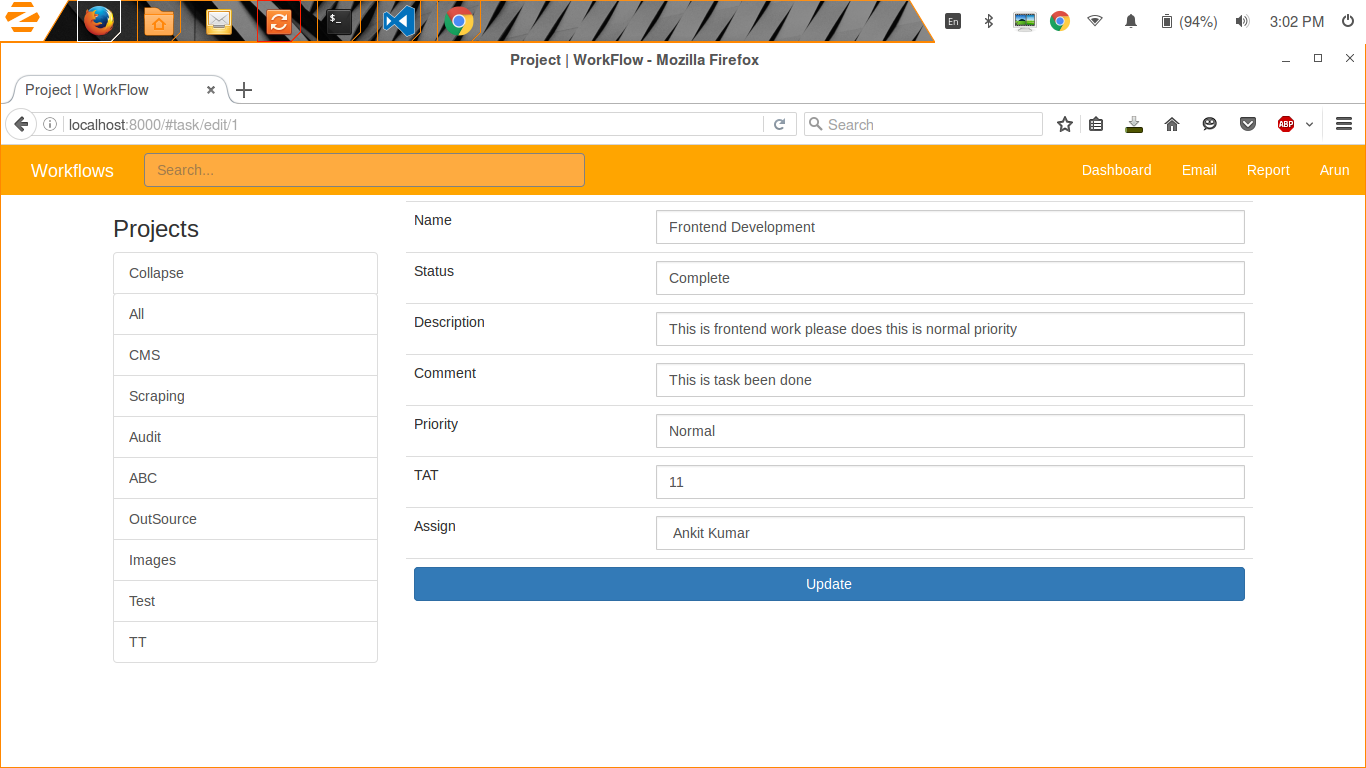 En
(94%)
3:02 PM
Project | WorkFlow - Mozilla Firefox
Project | WorkFlow
localhost:8000/#task/edit/1
Search
ABP
Workflows
Search...
Dashboard
Email
Report
Arun
Projects
Collapse
All
CMS
Scraping
Audit
ABC
OutSource
Images
Test
TT
Name
Frontend Development
Status
Complete
Description
This is frontend work please does this is normal priority
Comment
This is task been done
Priority
Normal
TAT
11
Assign
Ankit Kumar
Update